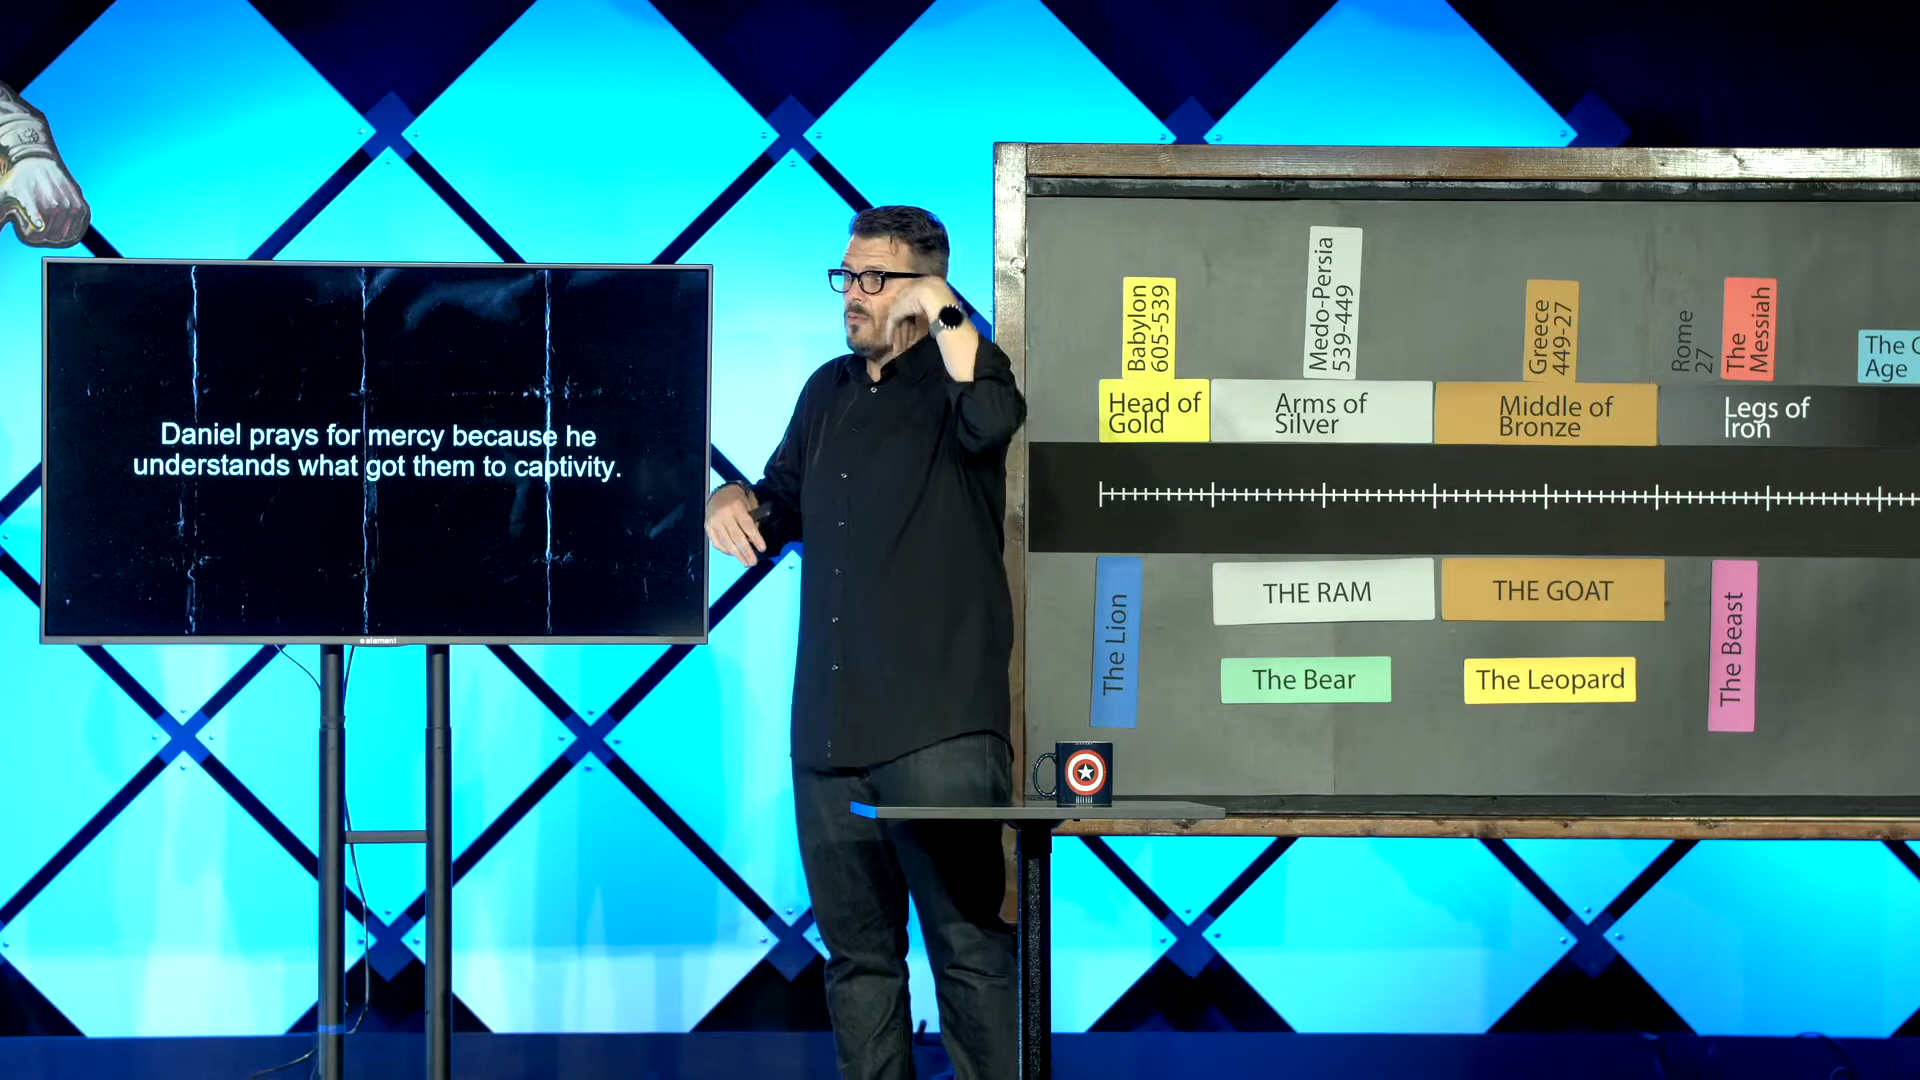 Daniel prays for mercy because he
understands what got them to captivity.
element
Babylon
605-539
Medo-Persia
539-449
Greece
449-27
Rome
27
The
Messiah
The
Age
Head of
Gold
Arms of
Silver
Middle of
Bronze
Legs of
Iron
The Lion
THE RAM
THE GOAT
The Beast
The Bear
The Leopard